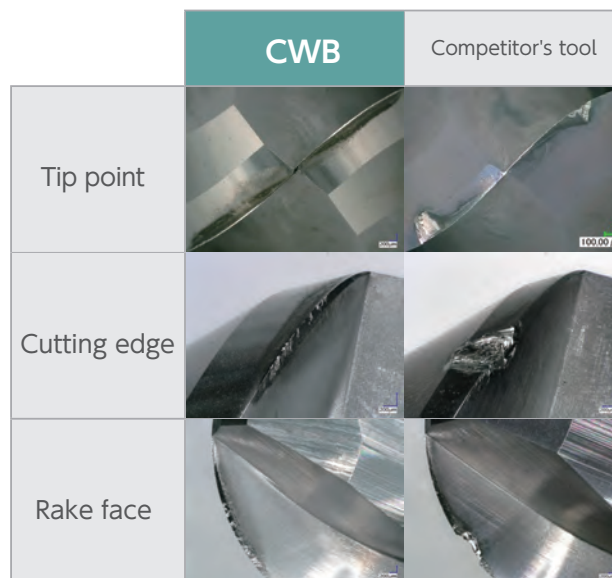 CWB
Competitor's tool
Tip point
100.00
Cutting edge
Rake face